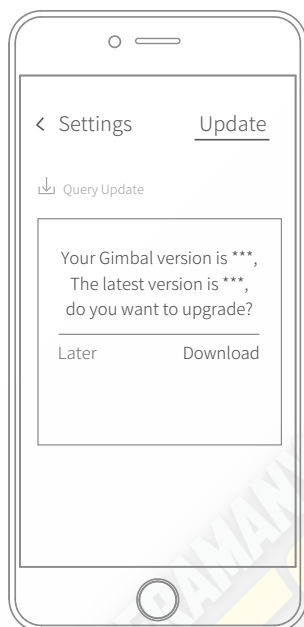 Settings
Update
Query Update
Your Gimbal version is ***,
The latest version is ***,
do you want to upgrade?
Later
Download